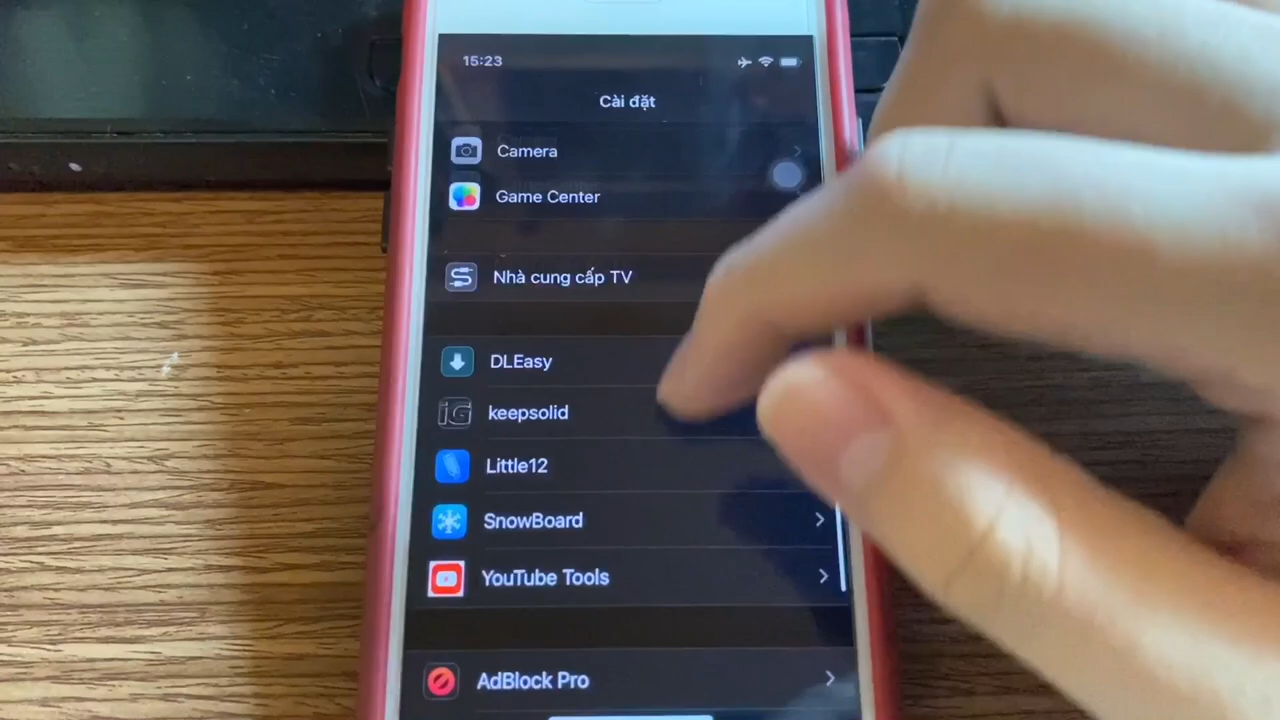 15:23
Cài đặt
Camera
Game Center
Nhà cung cấp TV
DLEasy
iG
keepsolid
Little12
SnowBoard
YouTube Tools
AdBlock Pro